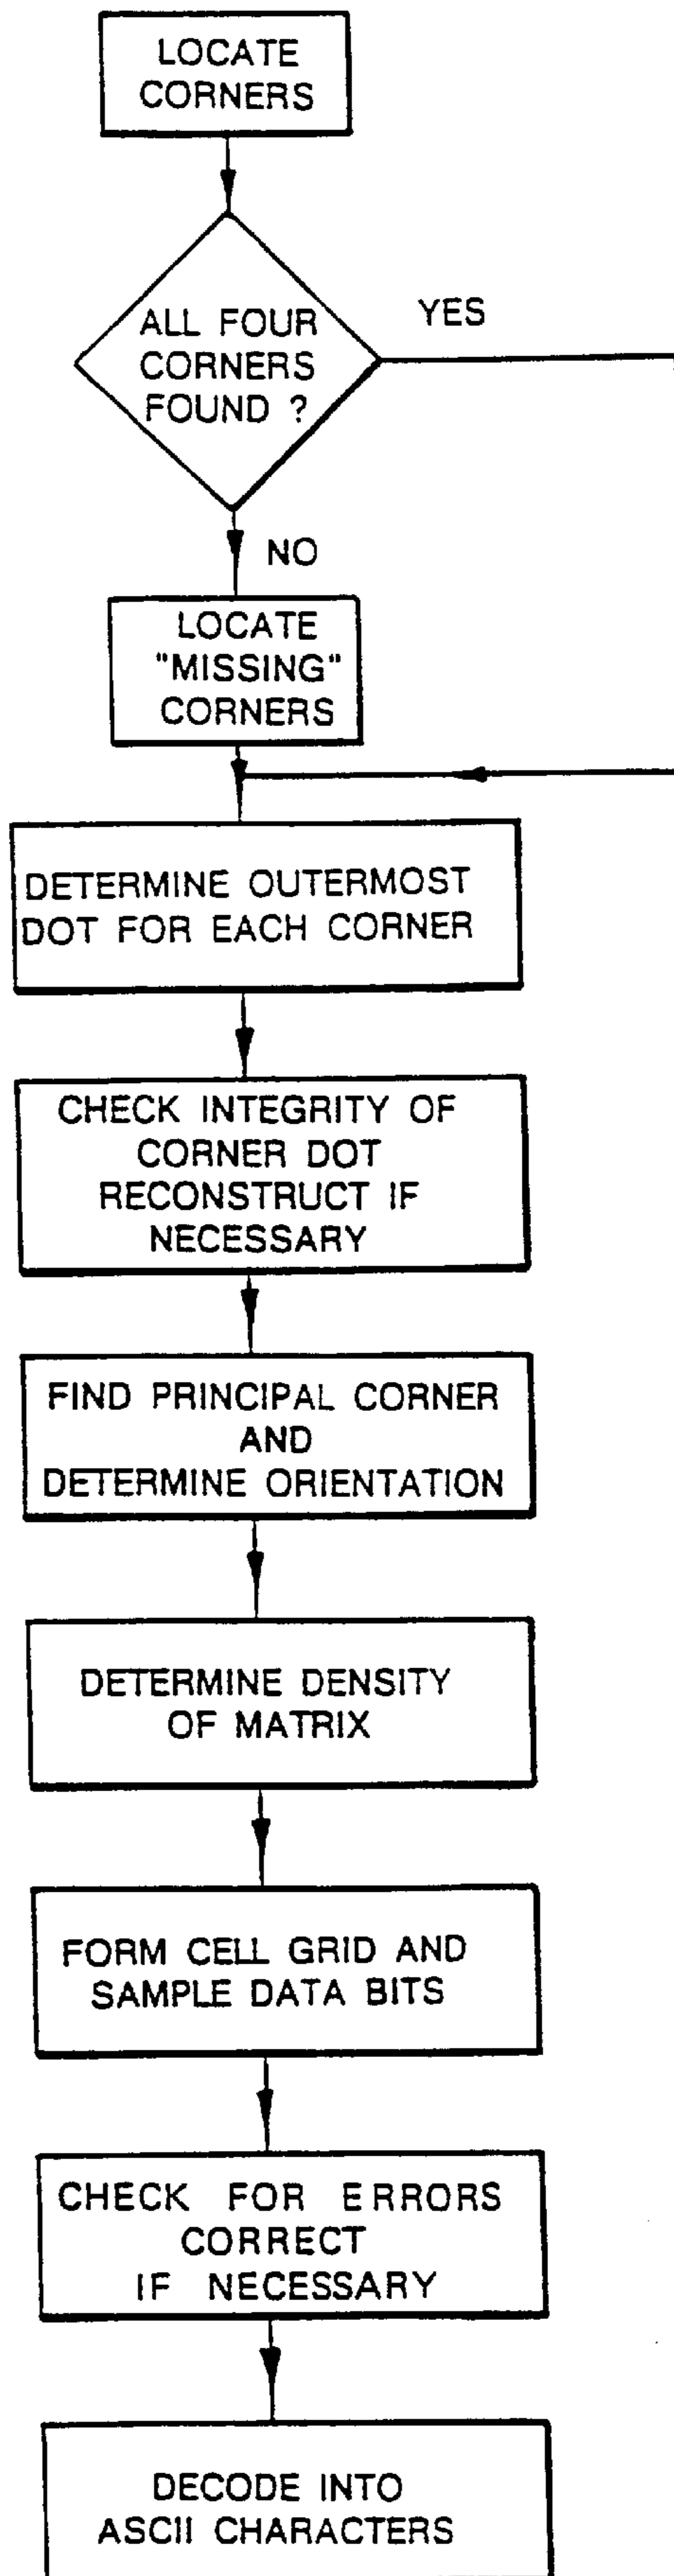 LOCATE
CORNERS
ALL FOUR
CORNERS
FOUND ?
YES
NO
LOCATE
"MISSING"
CORNERS
DETERMINE OUTERMOST
DOT FOR EACH CORNER
CHECK INTEGRITY OF
CORNER DOT
RECONSTRUCT IF
NECESSARY
FIND PRINCIPAL CORNER
AND
DETERMINE ORIENTATION
DETERMINE DENSITY
OF MATRIX
FORM CELL GRID AND
SAMPLE DATA BITS
CHECK FOR ERRORS
CORRECT
IF NECESSARY
DECODE INTO
ASCII CHARACTERS